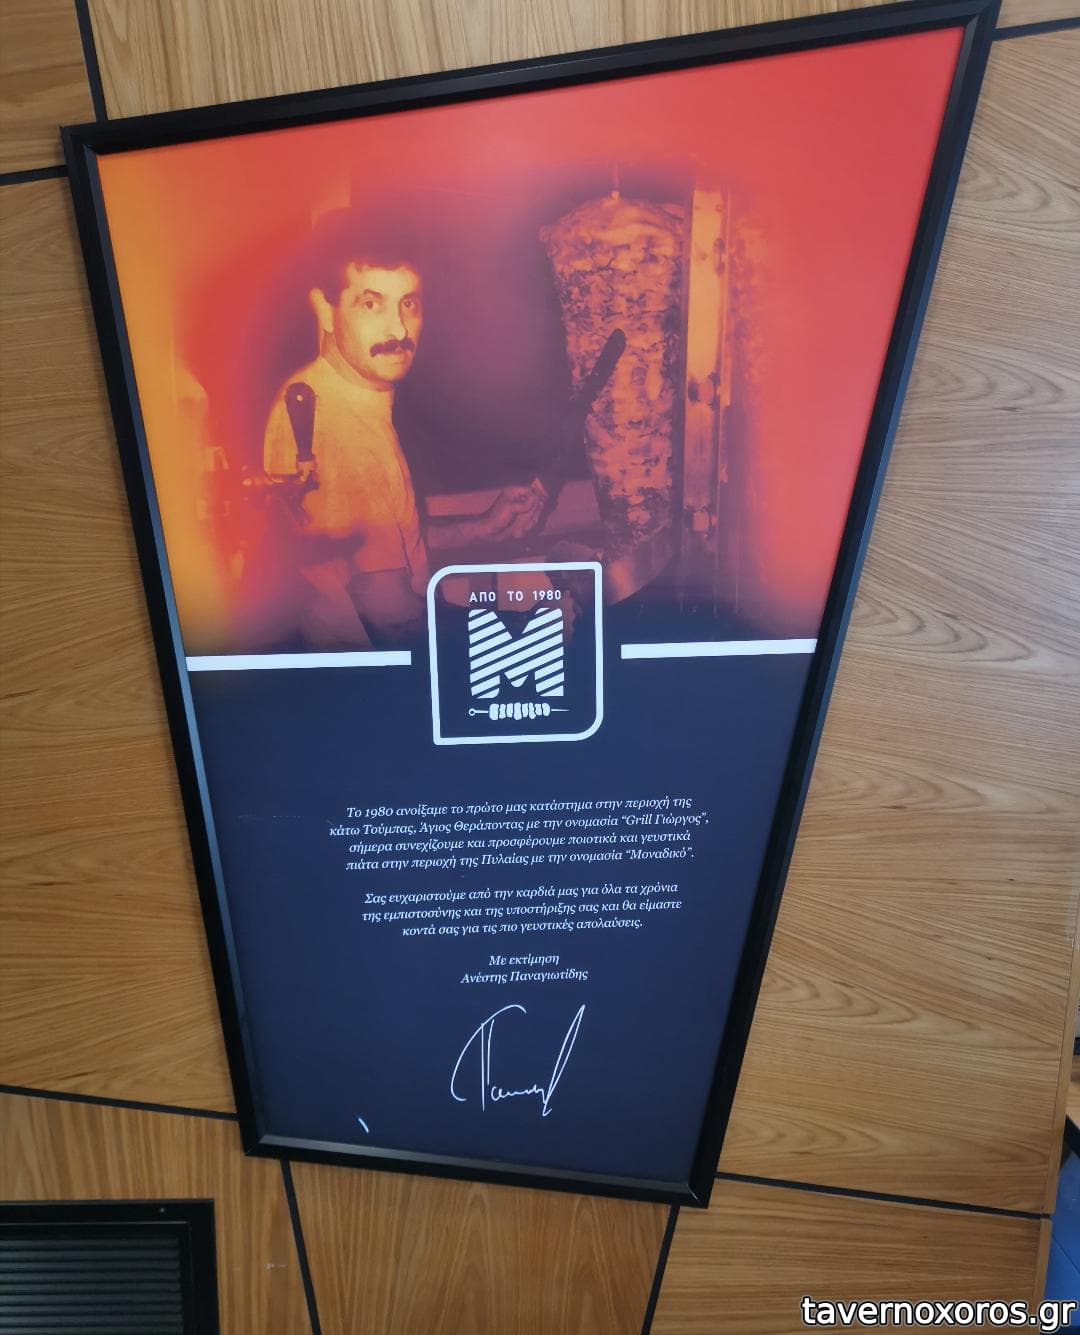 ΑΠΟ ΤΟ 1980
Μ
Το 1980 ανοίξαμε το πρώτο μας κατάστημα στην περιοχή της
κάτω Τούμπας, Άγιος Θεράποντας με την ονομασία “Grill Γιώργος”,
σήμερα συνεχίζουμε και προσφέρουμε ποιοτικά και γευστικά
πιάτα στην περιοχή της Πυλαίας με την ονομασία “Μοναδικό”.
Σας ευχαριστούμε από την καρδιά μας για όλα τα χρόνια
της εμπιστοσύνης και της υποστήριξης σας και θα είμαστε
κοντά σας για τις πιο γευστικές απολαύσεις.
Με εκτίμηση
Ανέστης Παναγιωτίδης
tavernoxoros.gr